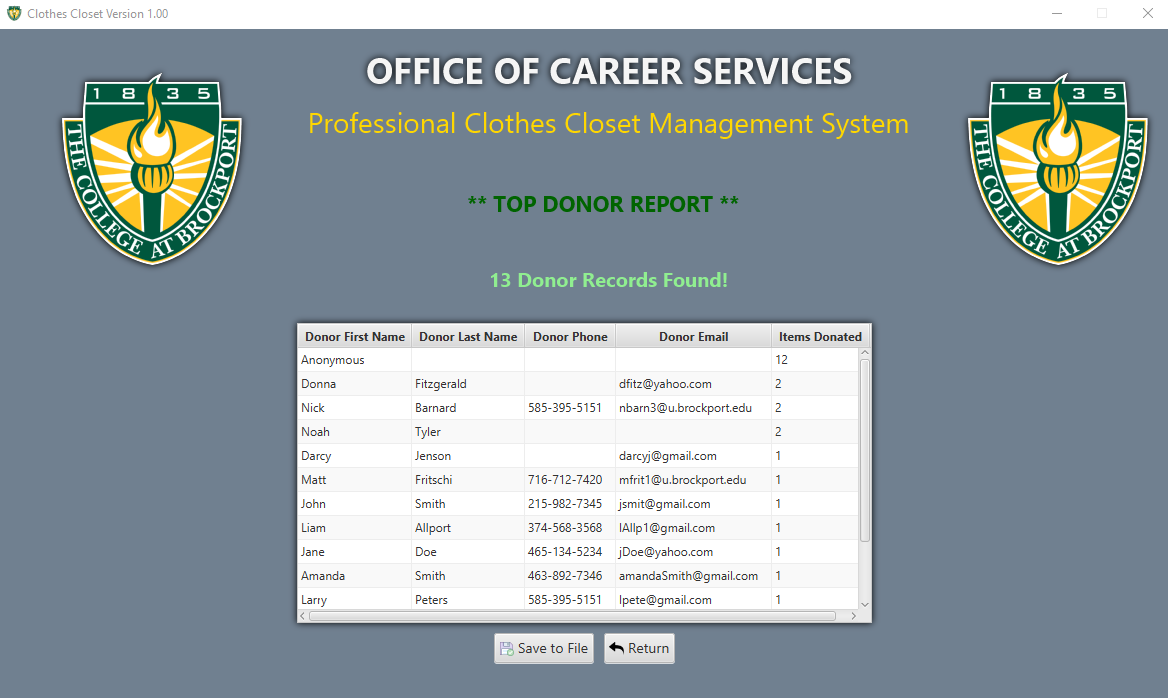 Clothes Closet Version 1.00
OFFICE OF CAREER SERVICES
Professional Clothes Closet Management System
1 8 3 5
THE COLLEGE AT BROCKPORT
1 8 3 5
THE COLLEGE AT BROCKPORT
** TOP DONOR REPORT **
13 Donor Records Found!
Donor First Name Donor Last Name Donor Phone Donor Email Items Donated
Anonymous 12
Donna Fitzgerald dfitz@yahoo.com 2
Nick Barnard 585-395-5151 nbarn3@u.brockport.edu 2
Noah Tyler 2
Darcy Jenson darcyj@gmail.com 1
Matt Fritschi 716-712-7420 mfrit1@u.brockport.edu 1
John Smith 215-982-7345 jsmit@gmail.com 1
Liam Allport 374-568-3568 lAllp1@gmail.com 1
Jane Doe 465-134-5234 jDoe@yahoo.com 1
Amanda Smith 463-892-7346 amandaSmith@gmail.com 1
Larry Peters 585-395-5151 lpete@gmail.com 1
Save to File Return